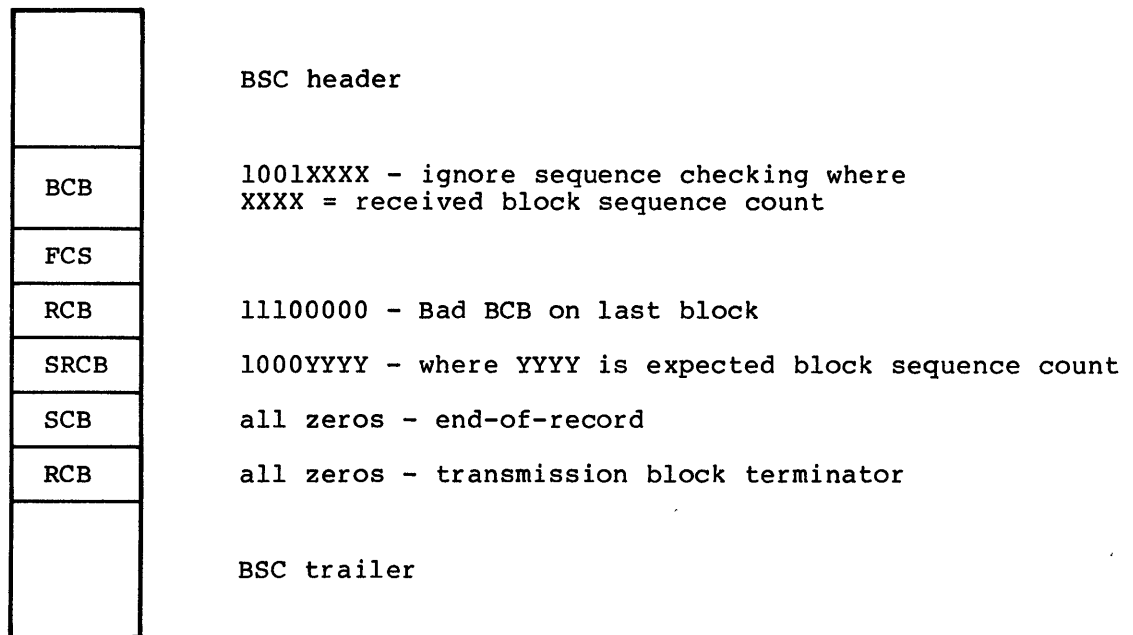 BSC header
BCB 1001XXXX - ignore sequence checking where
XXXX = received block sequence count
FCS
RCB 11100000 - Bad BCB on last block
SRCB 1000YYYY - where YYYY is expected block sequence count
SCB all zeros - end-of-record
RCB all zeros - transmission block terminator
BSC trailer